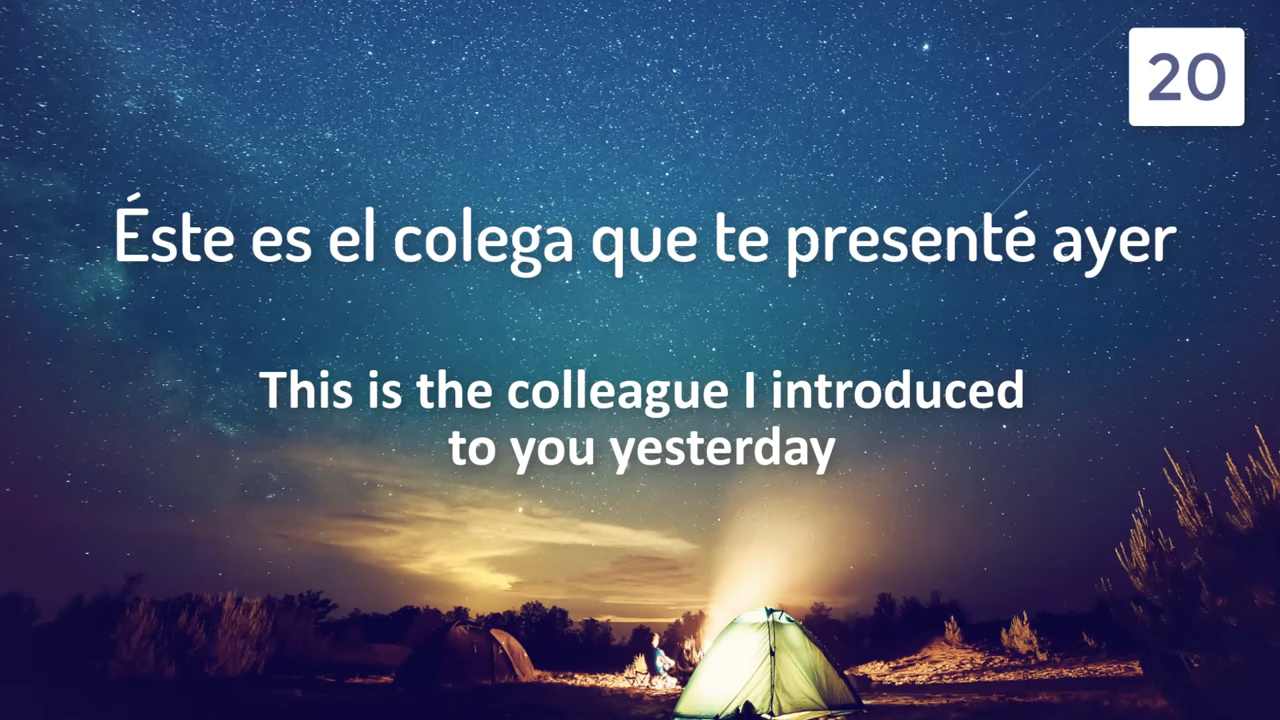 20
Éste es el colega que te presenté ayer
This is the colleague I introduced
to you yesterday